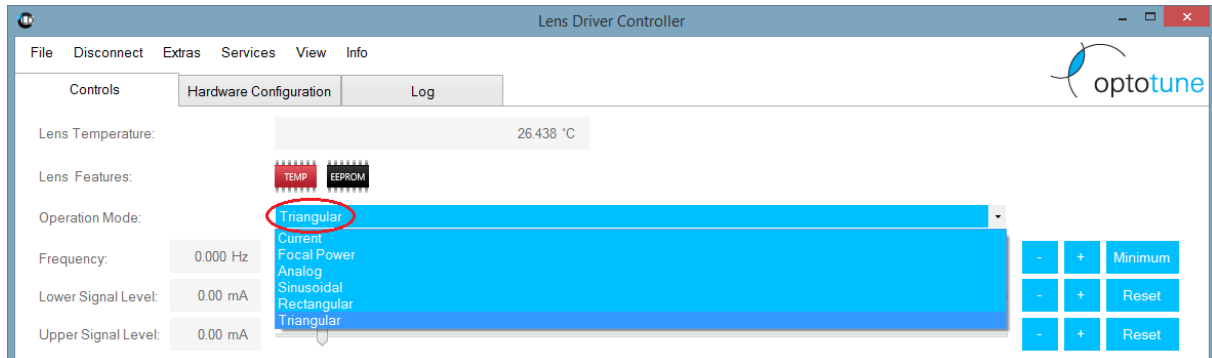 Lens Driver Controller
File Disconnect Extras Services View Info
optotune
Controls Hardware Configuration Log
Lens Temperature: 26.438 °C
Lens Features: TEMP EEPROM
Operation Mode: Triangular
Current
Focal Power
Analog
Sinusoidal
Rectangular
Triangular
Frequency: 0.000 Hz - + Minimum
Lower Signal Level: 0.00 mA - + Reset
Upper Signal Level: 0.00 mA - + Reset